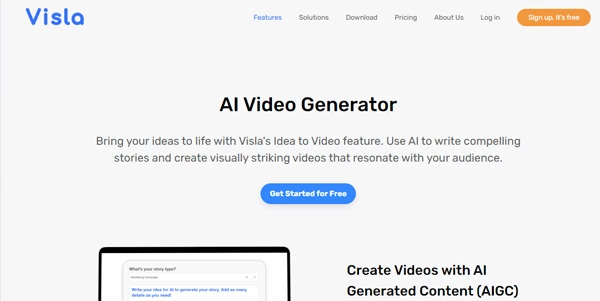 Visla
Features Solutions Download Pricing About Us Log in Sign up, It's free
AI Video Generator
Bring your ideas to life with Visla's Idea to Video feature. Use AI to write compelling
stories and create visually striking videos that resonate with your audience.
Get Started for Free
What's your story type?
Marketing Campaign
Write your idea for AI to generate your story. Add as many
details as you need!
Create Videos with AI
Generated Content (AIGC)